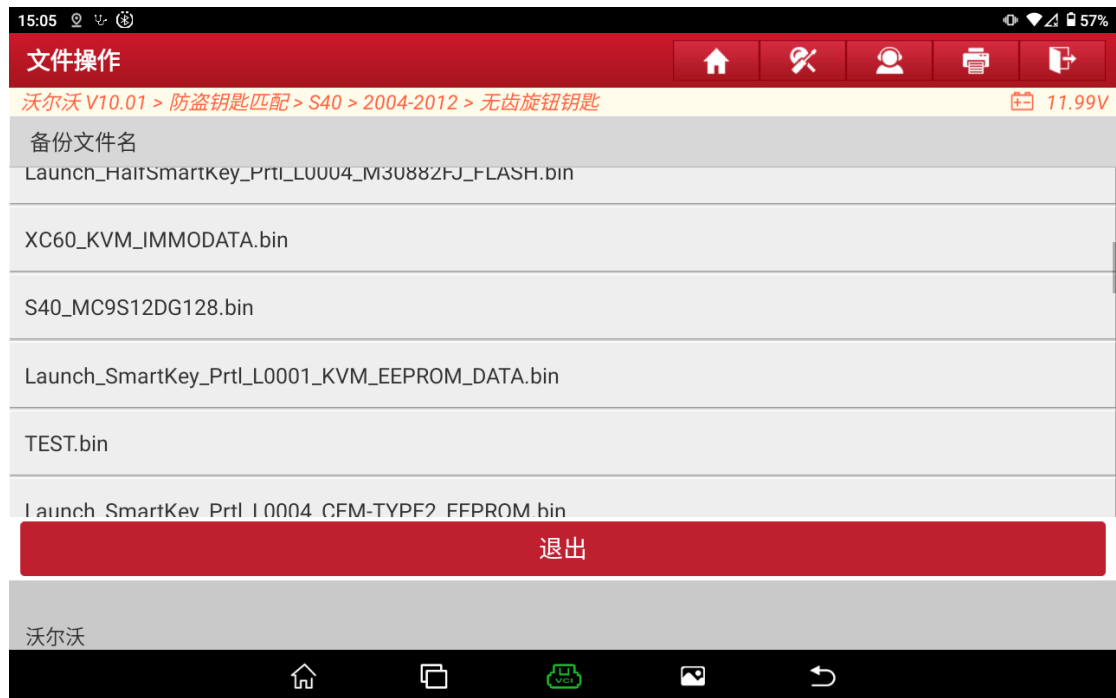 15:05 57%
文件操作
沃尔沃 V10.01 > 防盗钥匙匹配 > S40 > 2004-2012 > 无齿旋钮钥匙 11.99V
备份文件名
Launch_HalfSmartKey_Prtl_L0004_M30882FJ_FLASH.bin
XC60_KVM_IMMODATA.bin
S40_MC9S12DG128.bin
Launch_SmartKey_Prtl_L0001_KVM_EEPROM_DATA.bin
TEST.bin
Launch_SmartKey_Prtl_L0004_CEM-TYPE2_EEPROM.bin
退出
沃尔沃
VCI